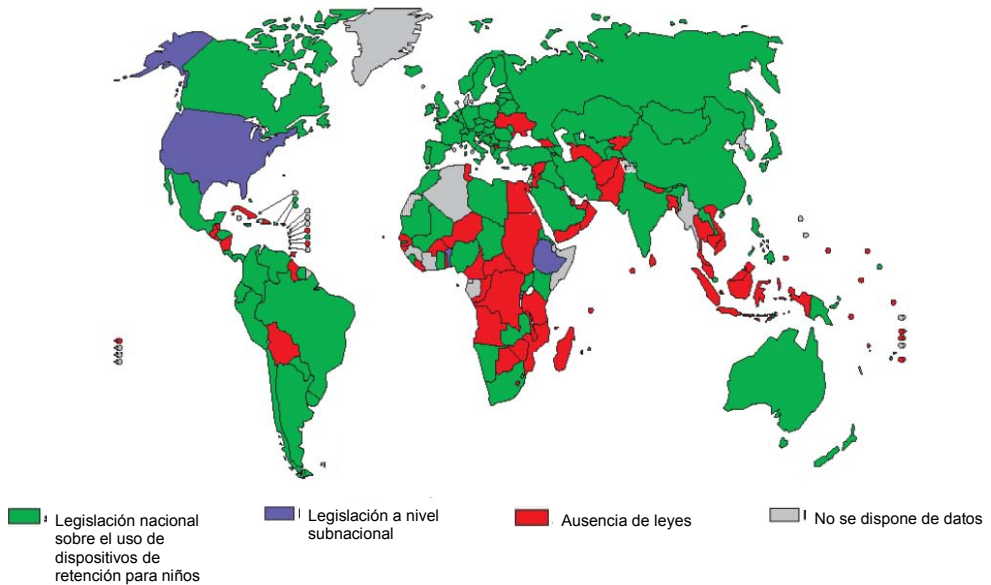 Legislación nacional
sobre el uso de
dispositivos de
retención para niños
Legislación a nivel
subnacional
Ausencia de leyes
No se dispone de datos